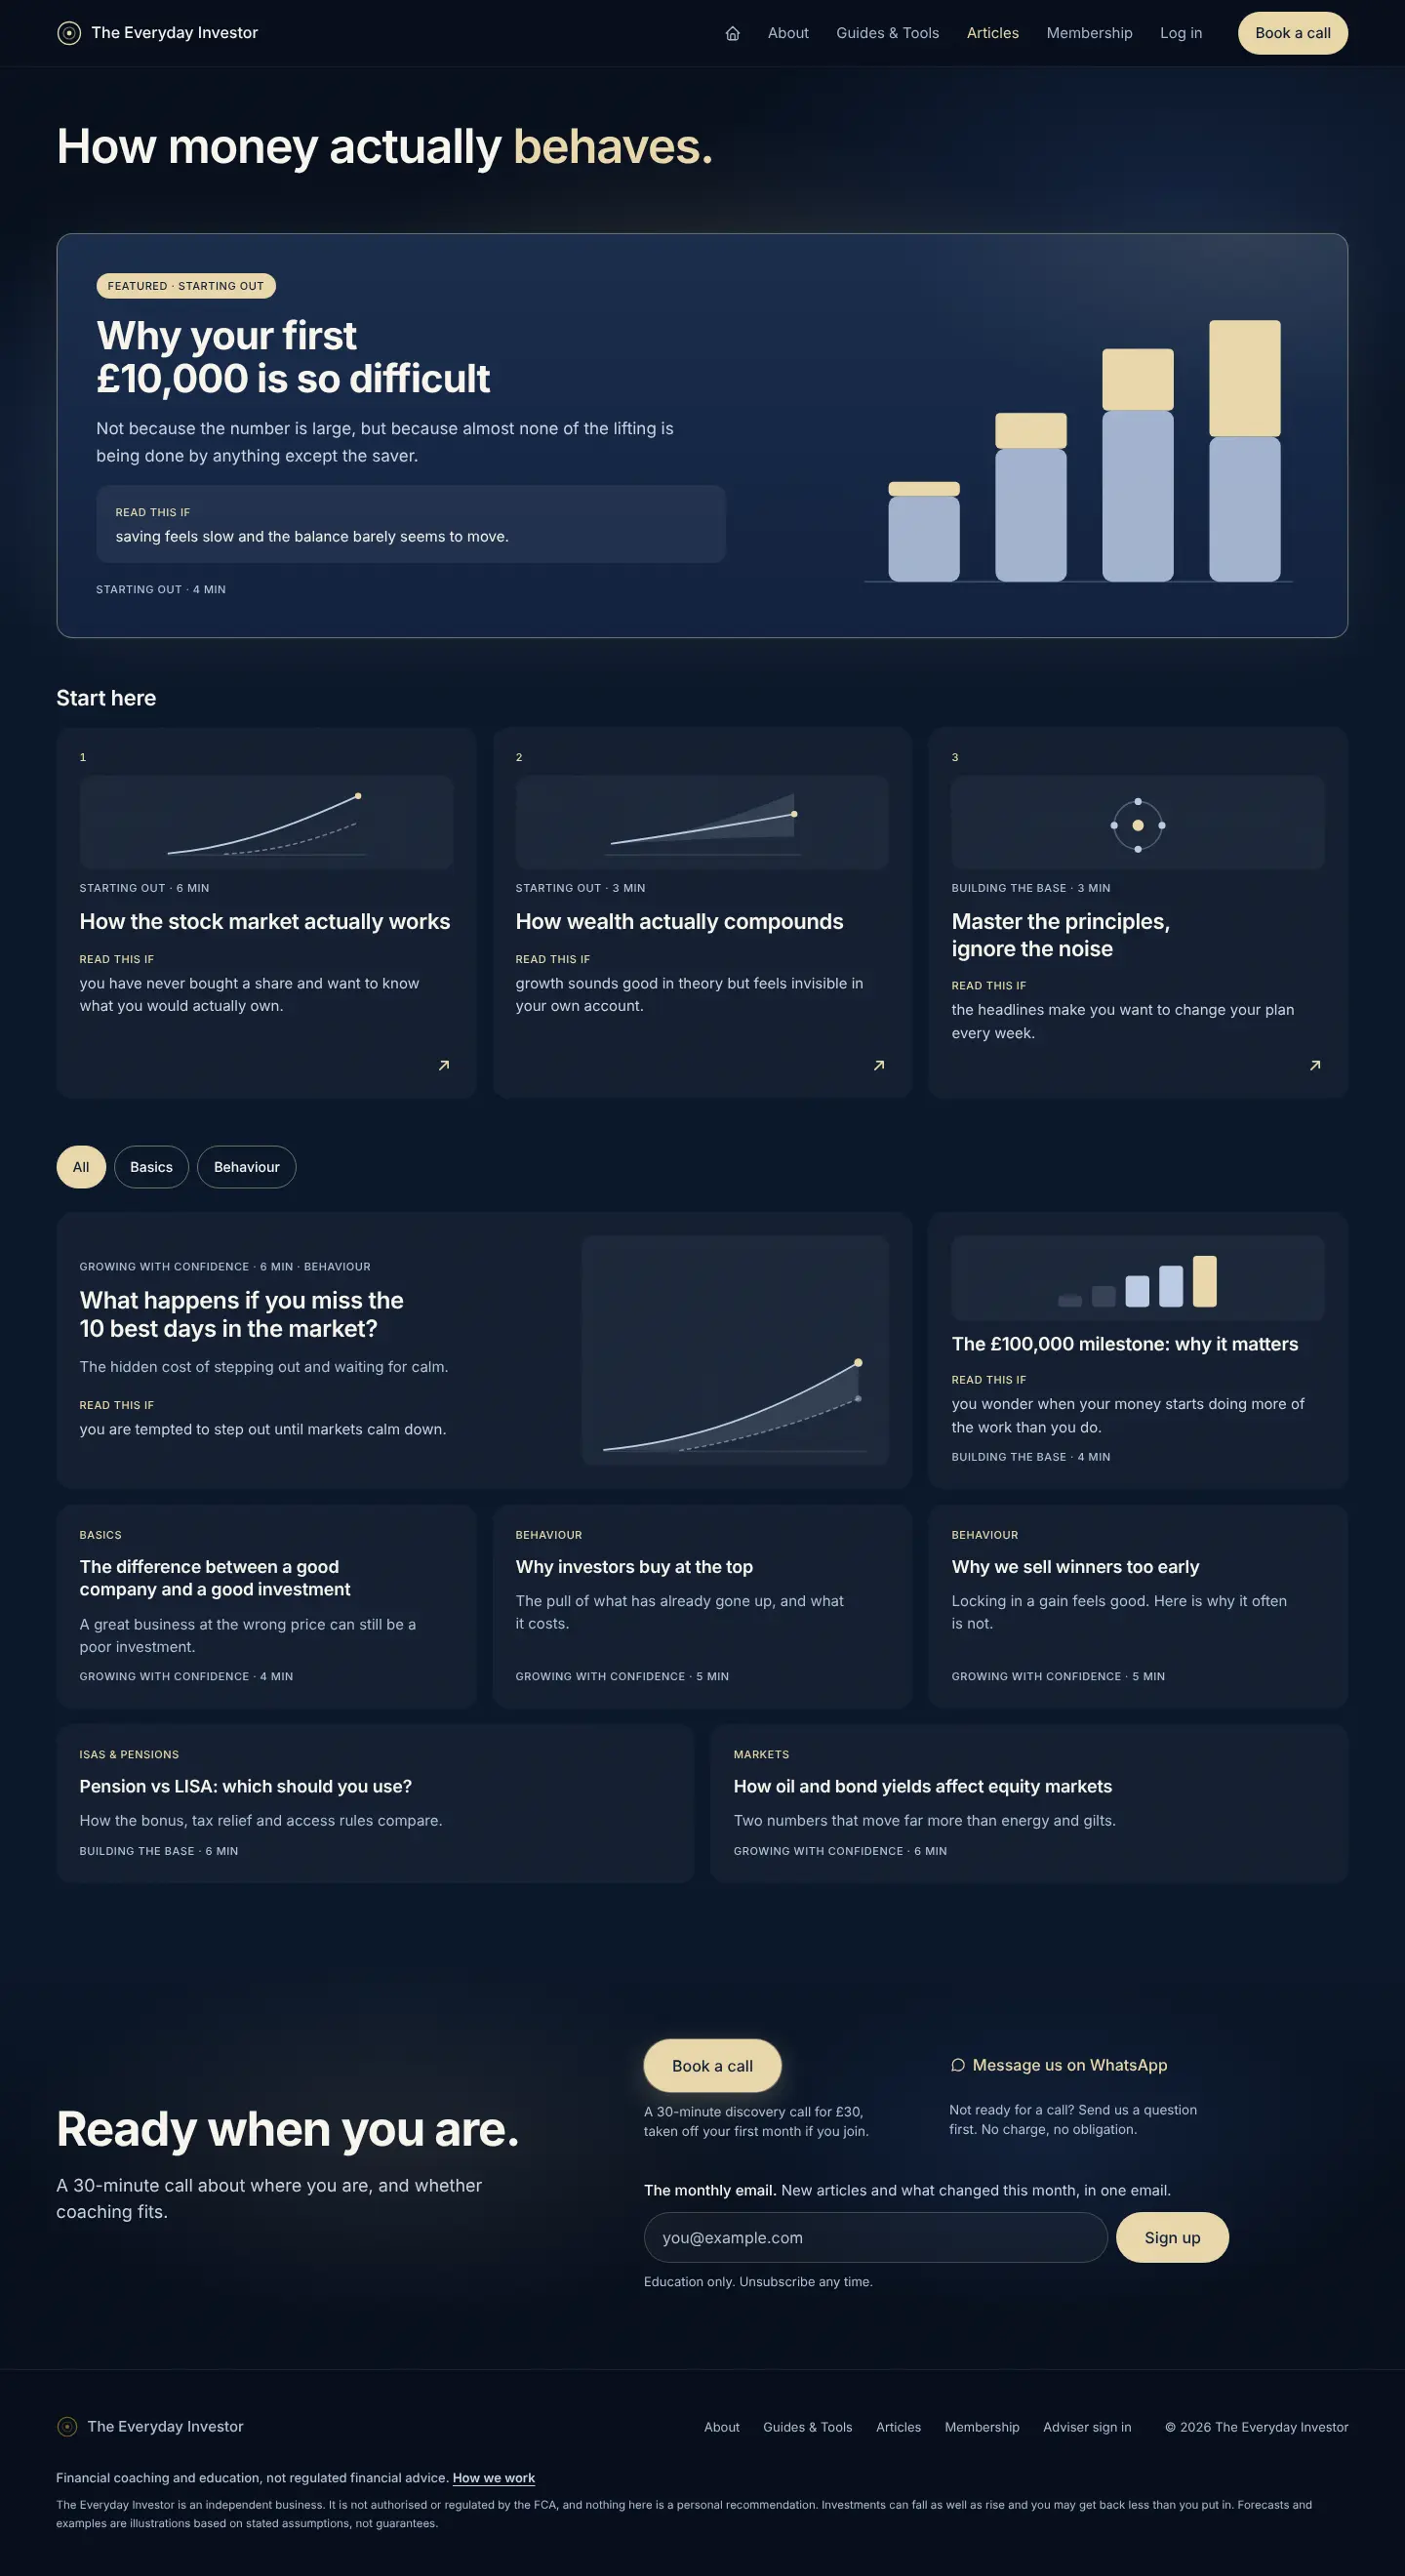 The Everyday Investor
About
Guides & Tools
Articles
Membership
Log in
Book a call
How money actually behaves.
FEATURED · STARTING OUT
Why your first
£10,000 is so difficult
Not because the number is large, but because almost none of the lifting is
being done by anything except the saver.
READ THIS IF
saving feels slow and the balance barely seems to move.
STARTING OUT · 4 MIN
Start here
1
STARTING OUT · 6 MIN
How the stock market actually works
READ THIS IF
you have never bought a share and want to know
what you would actually own.
2
STARTING OUT · 3 MIN
How wealth actually compounds
READ THIS IF
growth sounds good in theory but feels invisible in
your own account.
3
BUILDING THE BASE · 3 MIN
Master the principles,
ignore the noise
READ THIS IF
the headlines make you want to change your plan
every week.
All
Basics
Behaviour
GROWING WITH CONFIDENCE · 6 MIN · BEHAVIOUR
What happens if you miss the
10 best days in the market?
The hidden cost of stepping out and waiting for calm.
READ THIS IF
you are tempted to step out until markets calm down.
The £100,000 milestone: why it matters
READ THIS IF
you wonder when your money starts doing more of
the work than you do.
BUILDING THE BASE · 4 MIN
BASICS
The difference between a good
company and a good investment
A great business at the wrong price can still be a
poor investment.
GROWING WITH CONFIDENCE · 4 MIN
BEHAVIOUR
Why investors buy at the top
The pull of what has already gone up, and what
it costs.
GROWING WITH CONFIDENCE · 5 MIN
BEHAVIOUR
Why we sell winners too early
Locking in a gain feels good. Here is why it often
is not.
GROWING WITH CONFIDENCE · 5 MIN
ISAS & PENSIONS
Pension vs LISA: which should you use?
How the bonus, tax relief and access rules compare.
BUILDING THE BASE · 6 MIN
MARKETS
How oil and bond yields affect equity markets
Two numbers that move far more than energy and gilts.
GROWING WITH CONFIDENCE · 6 MIN
Ready when you are.
A 30-minute call about where you are, and whether
coaching fits.
Book a call
A 30-minute discovery call for £30,
taken off your first month if you join.
Message us on WhatsApp
Not ready for a call? Send us a question
first. No charge, no obligation.
The monthly email. New articles and what changed this month, in one email.
you@example.com
Sign up
Education only. Unsubscribe any time.
The Everyday Investor
About
Guides & Tools
Articles
Membership
Adviser sign in
© 2026 The Everyday Investor
Financial coaching and education, not regulated financial advice. How we work
The Everyday Investor is an independent business. It is not authorised or regulated by the FCA, and nothing here is a personal recommendation. Investments can fall as well as rise and you may get back less than you put in. Forecasts and
examples are illustrations based on stated assumptions, not guarantees.